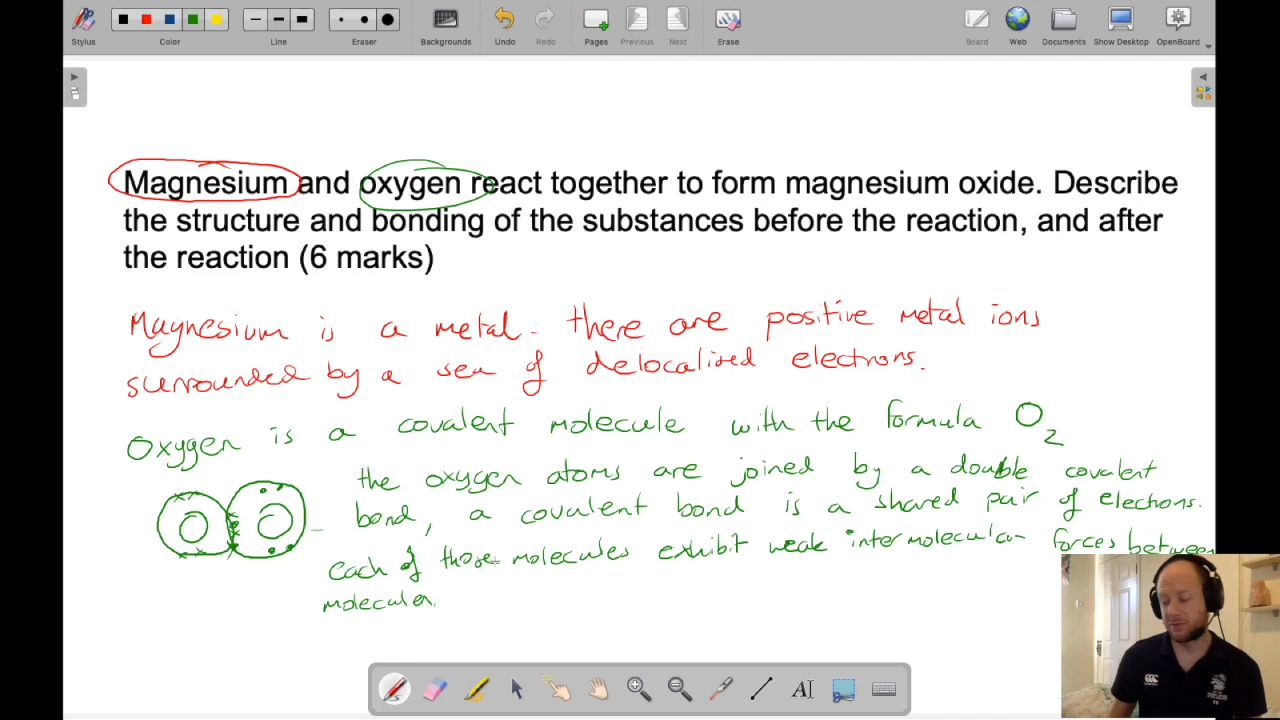 Stylus
Color
Line
Eraser
Backgrounds
Undo
Redo
Pages
Previous
Next
Erase
Board
Web
Documents
Show Desktop
OpenBoard
Magnesium and oxygen react together to form magnesium oxide. Describe
the structure and bonding of the substances before the reaction, and after
the reaction (6 marks)
Magnesium is a metal. there are positive metal ions
surrounded by a sea of delocalised electrons.
Oxygen is a covalent molecule with the formula O2
the oxygen atoms are joined by a double covalent
bond, a covalent bond is a shared pair of electrons.
each of those molecules exhibit weak intermolecular forces between
molecules.